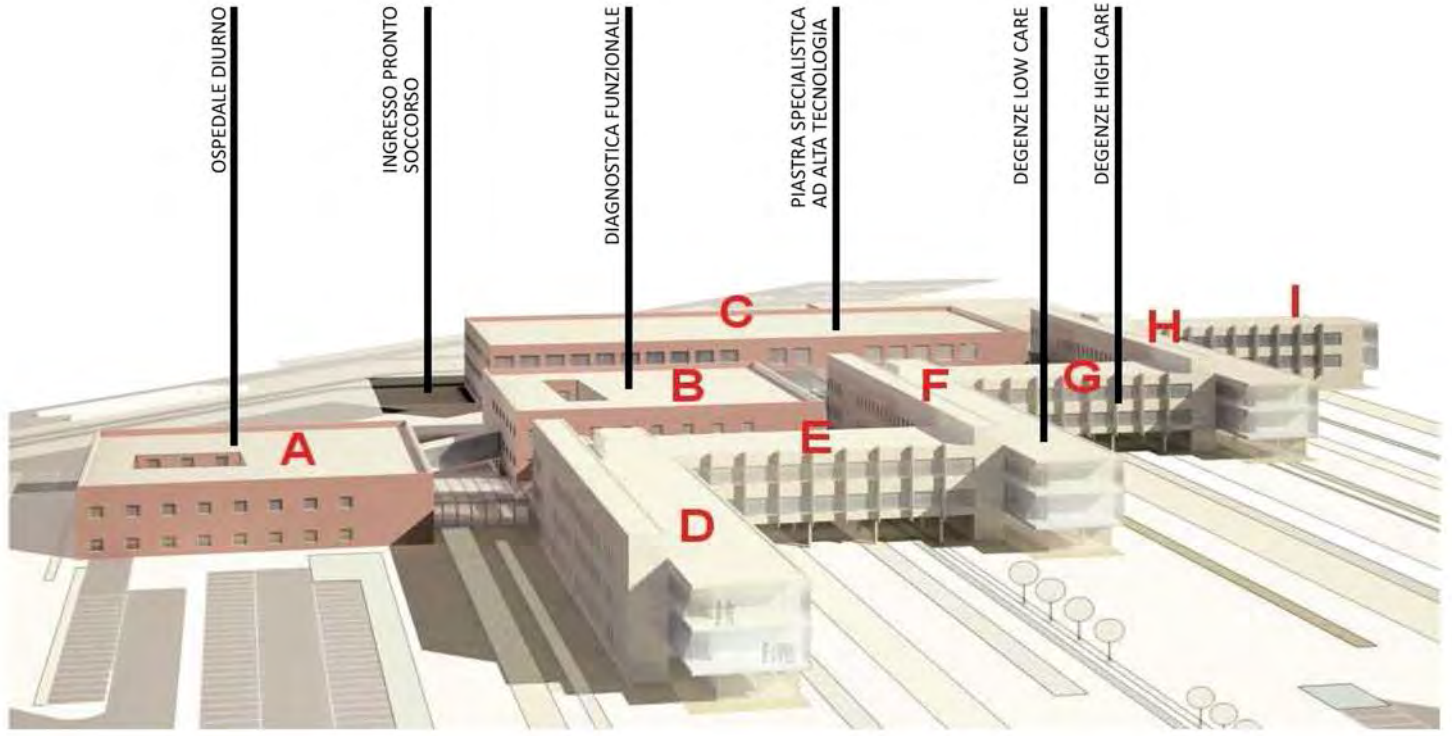 OSPEDALE DIURNO
INGRESSO PRONTO
SOCCORSO
DIAGNOSTICA FUNZIONALE
PIASTRA SPECIALISTICA
AD ALTA TECNOLOGIA
DEGENZE LOW CARE
DEGENZE HIGH CARE
A
B
C
D
E
F
G
H
I